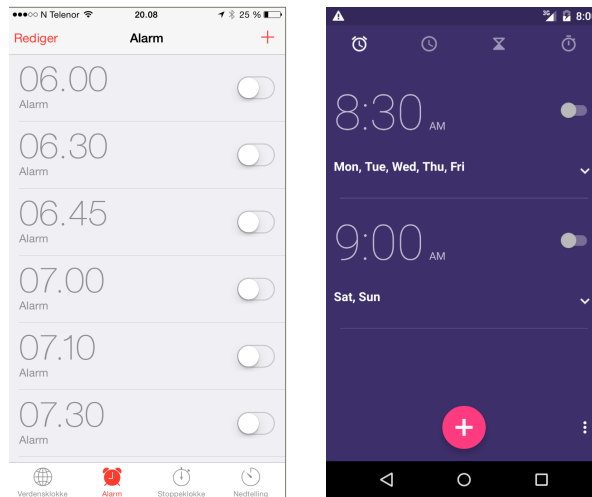 N Telenor 20.08 25 %
Rediger Alarm +
06.00
Alarm
06.30
Alarm
06.45
Alarm
07.00
Alarm
07.10
Alarm
07.30
Alarm
Verdensklokke Alarm Stoppeklokke Nedtelling
3G 8:0
8:30 AM
Mon, Tue, Wed, Thu, Fri
9:00 AM
Sat, Sun
+